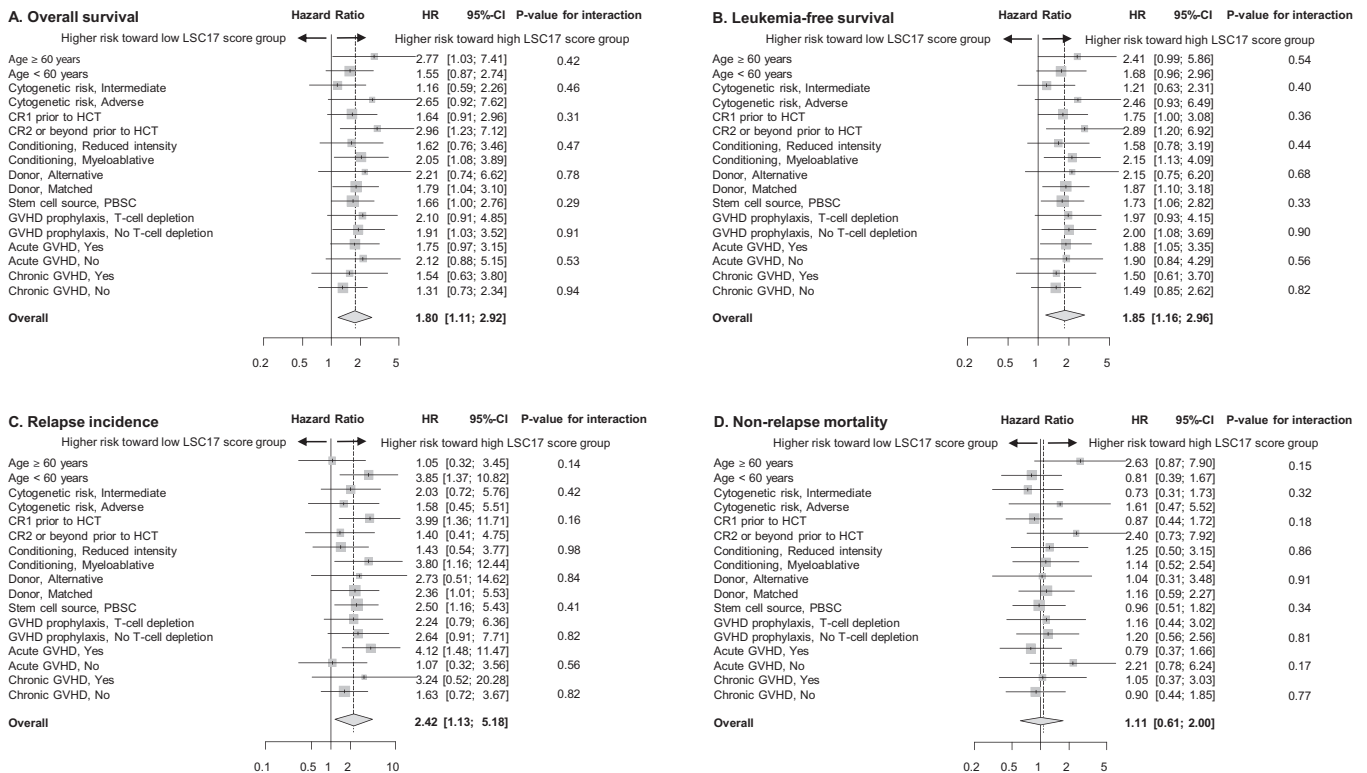 A. Overall survival
Hazard Ratio HR 95%-CI P-value for interaction
Higher risk toward low LSC17 score group Higher risk toward high LSC17 score group
Age ≥ 60 years 2.77 [1.03; 7.41] 0.42
Age < 60 years 1.55 [0.87; 2.74]
Cytogenetic risk, Intermediate 1.16 [0.59; 2.26] 0.46
Cytogenetic risk, Adverse 2.65 [0.92; 7.62]
CR1 prior to HCT 1.64 [0.91; 2.96] 0.31
CR2 or beyond prior to HCT 2.96 [1.23; 7.12]
Conditioning, Reduced intensity 1.62 [0.76; 3.46] 0.47
Conditioning, Myeloablative 2.05 [1.08; 3.89]
Donor, Alternative 2.21 [0.74; 6.62] 0.78
Donor, Matched 1.79 [1.04; 3.10]
Stem cell source, PBSC 1.66 [1.00; 2.76] 0.29
GVHD prophylaxis, T-cell depletion 2.10 [0.91; 4.85]
GVHD prophylaxis, No T-cell depletion 1.91 [1.03; 3.52] 0.91
Acute GVHD, Yes 1.75 [0.97; 3.15]
Acute GVHD, No 2.12 [0.88; 5.15] 0.53
Chronic GVHD, Yes 1.54 [0.63; 3.80]
Chronic GVHD, No 1.31 [0.73; 2.34] 0.94
Overall 1.80 [1.11; 2.92]
0.2 0.5 1 2 5
B. Leukemia-free survival
Hazard Ratio HR 95%-CI P-value for interaction
Higher risk toward low LSC17 score group Higher risk toward high LSC17 score group
Age ≥ 60 years 2.41 [0.99; 5.86] 0.54
Age < 60 years 1.68 [0.96; 2.96]
Cytogenetic risk, Intermediate 1.21 [0.63; 2.31] 0.40
Cytogenetic risk, Adverse 2.46 [0.93; 6.49]
CR1 prior to HCT 1.75 [1.00; 3.08] 0.36
CR2 or beyond prior to HCT 2.89 [1.20; 6.92]
Conditioning, Reduced intensity 1.58 [0.78; 3.19] 0.44
Conditioning, Myeloablative 2.15 [1.13; 4.09]
Donor, Alternative 2.15 [0.75; 6.20] 0.68
Donor, Matched 1.87 [1.10; 3.18]
Stem cell source, PBSC 1.73 [1.06; 2.82] 0.33
GVHD prophylaxis, T-cell depletion 1.97 [0.93; 4.15]
GVHD prophylaxis, No T-cell depletion 2.00 [1.08; 3.69] 0.90
Acute GVHD, Yes 1.88 [1.05; 3.35]
Acute GVHD, No 1.90 [0.84; 4.29] 0.56
Chronic GVHD, Yes 1.50 [0.61; 3.70]
Chronic GVHD, No 1.49 [0.85; 2.62] 0.82
Overall 1.85 [1.16; 2.96]
0.2 0.5 1 2 5
C. Relapse incidence
Hazard Ratio HR 95%-CI P-value for interaction
Higher risk toward low LSC17 score group Higher risk toward high LSC17 score group
Age ≥ 60 years 1.05 [0.32; 3.45] 0.14
Age < 60 years 3.85 [1.37; 10.82]
Cytogenetic risk, Intermediate 2.03 [0.72; 5.76] 0.42
Cytogenetic risk, Adverse 1.58 [0.45; 5.51]
CR1 prior to HCT 3.99 [1.36; 11.71] 0.16
CR2 or beyond prior to HCT 1.40 [0.41; 4.75]
Conditioning, Reduced intensity 1.43 [0.54; 3.77] 0.98
Conditioning, Myeloablative 3.80 [1.16; 12.44]
Donor, Alternative 2.73 [0.51; 14.62] 0.84
Donor, Matched 2.36 [1.01; 5.53]
Stem cell source, PBSC 2.50 [1.16; 5.43] 0.41
GVHD prophylaxis, T-cell depletion 2.24 [0.79; 6.36]
GVHD prophylaxis, No T-cell depletion 2.64 [0.91; 7.71] 0.82
Acute GVHD, Yes 4.12 [1.48; 11.47]
Acute GVHD, No 1.07 [0.32; 3.56] 0.56
Chronic GVHD, Yes 3.24 [0.52; 20.28]
Chronic GVHD, No 1.63 [0.72; 3.67] 0.82
Overall 2.42 [1.13; 5.18]
0.1 0.5 1 2 10
D. Non-relapse mortality
Hazard Ratio HR 95%-CI P-value for interaction
Higher risk toward low LSC17 score group Higher risk toward high LSC17 score group
Age ≥ 60 years 2.63 [0.87; 7.90] 0.15
Age < 60 years 0.81 [0.39; 1.67]
Cytogenetic risk, Intermediate 0.73 [0.31; 1.73] 0.32
Cytogenetic risk, Adverse 1.61 [0.47; 5.52]
CR1 prior to HCT 0.87 [0.44; 1.72] 0.18
CR2 or beyond prior to HCT 2.40 [0.73; 7.92]
Conditioning, Reduced intensity 1.25 [0.50; 3.15] 0.86
Conditioning, Myeloablative 1.14 [0.52; 2.54]
Donor, Alternative 1.04 [0.31; 3.48] 0.91
Donor, Matched 1.16 [0.59; 2.27]
Stem cell source, PBSC 0.96 [0.51; 1.82] 0.34
GVHD prophylaxis, T-cell depletion 1.16 [0.44; 3.02]
GVHD prophylaxis, No T-cell depletion 1.20 [0.56; 2.56] 0.81
Acute GVHD, Yes 0.79 [0.37; 1.66]
Acute GVHD, No 2.21 [0.78; 6.24] 0.17
Chronic GVHD, Yes 1.05 [0.37; 3.03]
Chronic GVHD, No 0.90 [0.44; 1.85] 0.77
Overall 1.11 [0.61; 2.00]
0.2 0.5 1 2 5